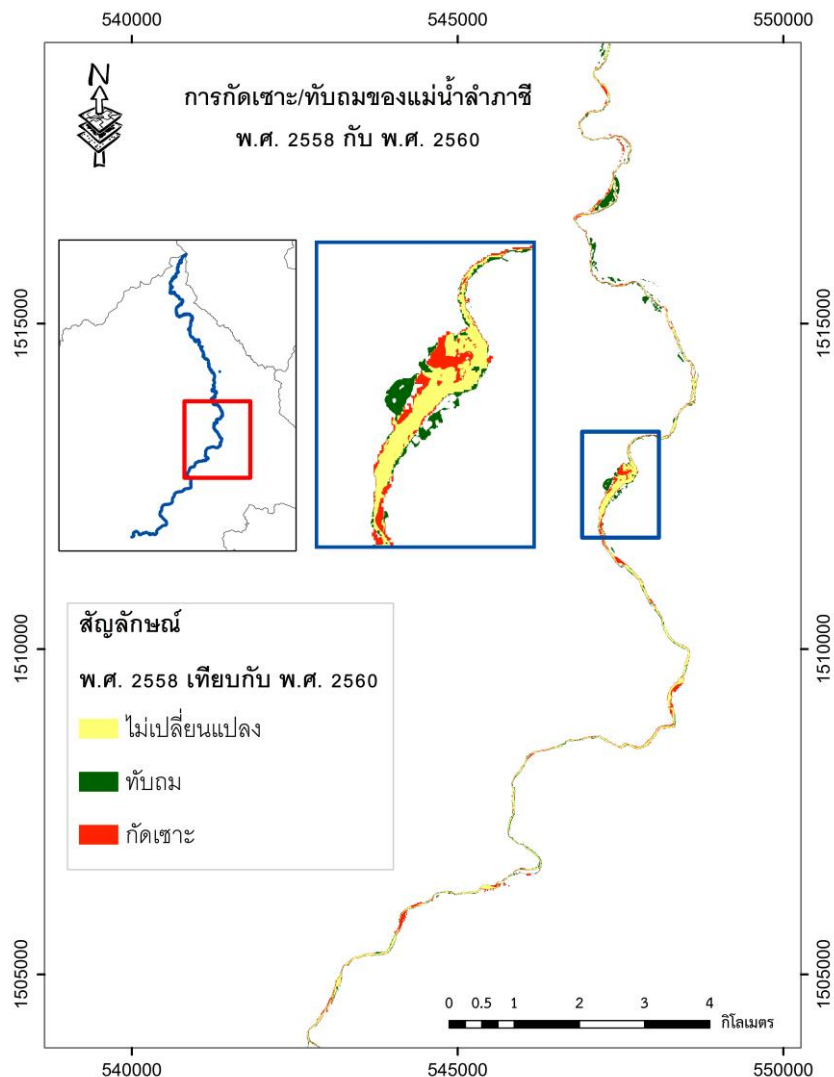 540000
545000
550000
N
การกัดเซาะ/ทับถมของแม่น้ำลำภาชี
พ.ศ. 2558 กับ พ.ศ. 2560
1515000
1515000
1510000
1510000
สัญลักษณ์
พ.ศ. 2558 เทียบกับ พ.ศ. 2560
ไม่เปลี่ยนแปลง
ทับถม
กัดเซาะ
1505000
1505000
0 0.5 1 2 3 4
กิโลเมตร
540000
545000
550000